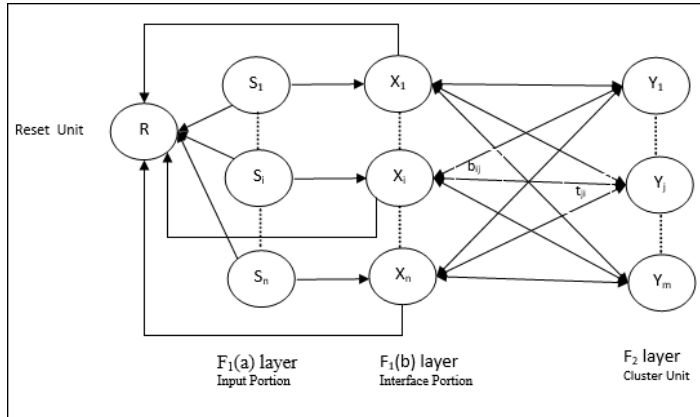 S1
X1
Y1
Reset Unit
R
bij
Si
Xi
tji
Yj
Sn
Xn
Ym
F1(a) layer
Input Portion
F1(b) layer
Interface Portion
F2 layer
Cluster Unit